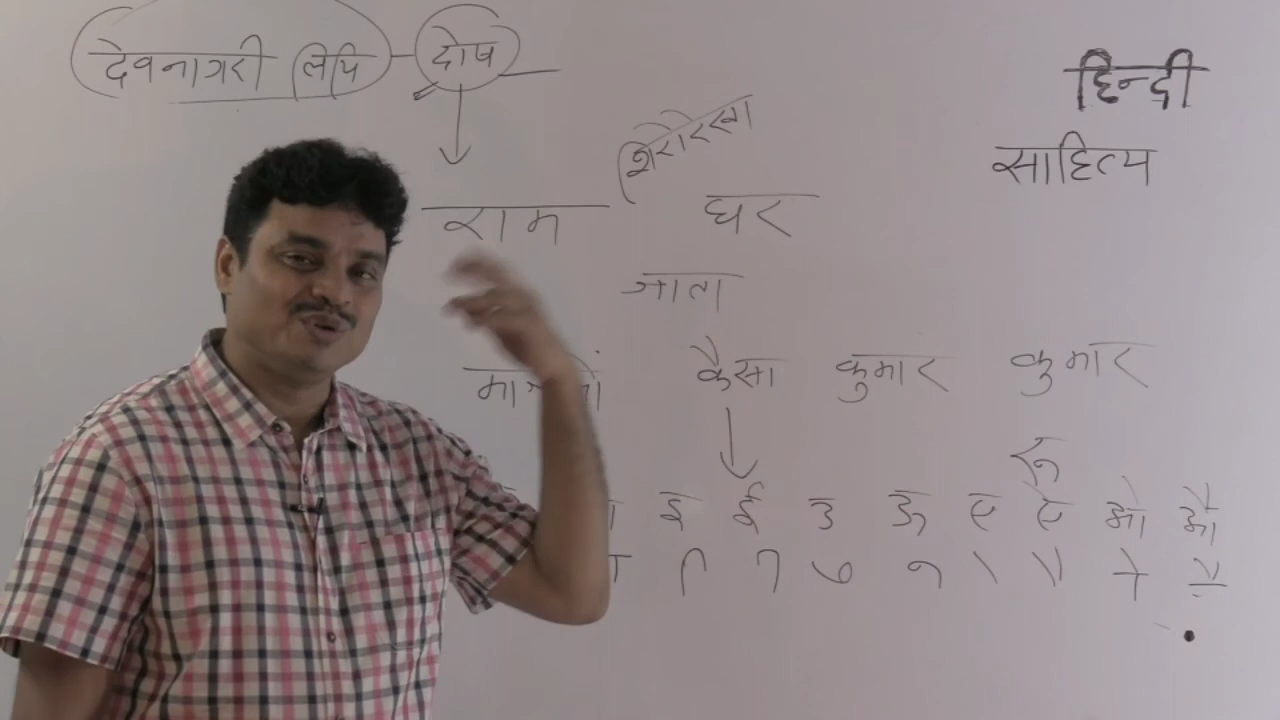 देवनागरी लिपि - दोष
हिन्दी
साहित्य
शिरोरेखा
राम घर
जाता
कैसा कुमार कुमार
रू
इ ई उ ऊ ए ऐ ओ औ
ा ि ी ु ू े ै ो ौ